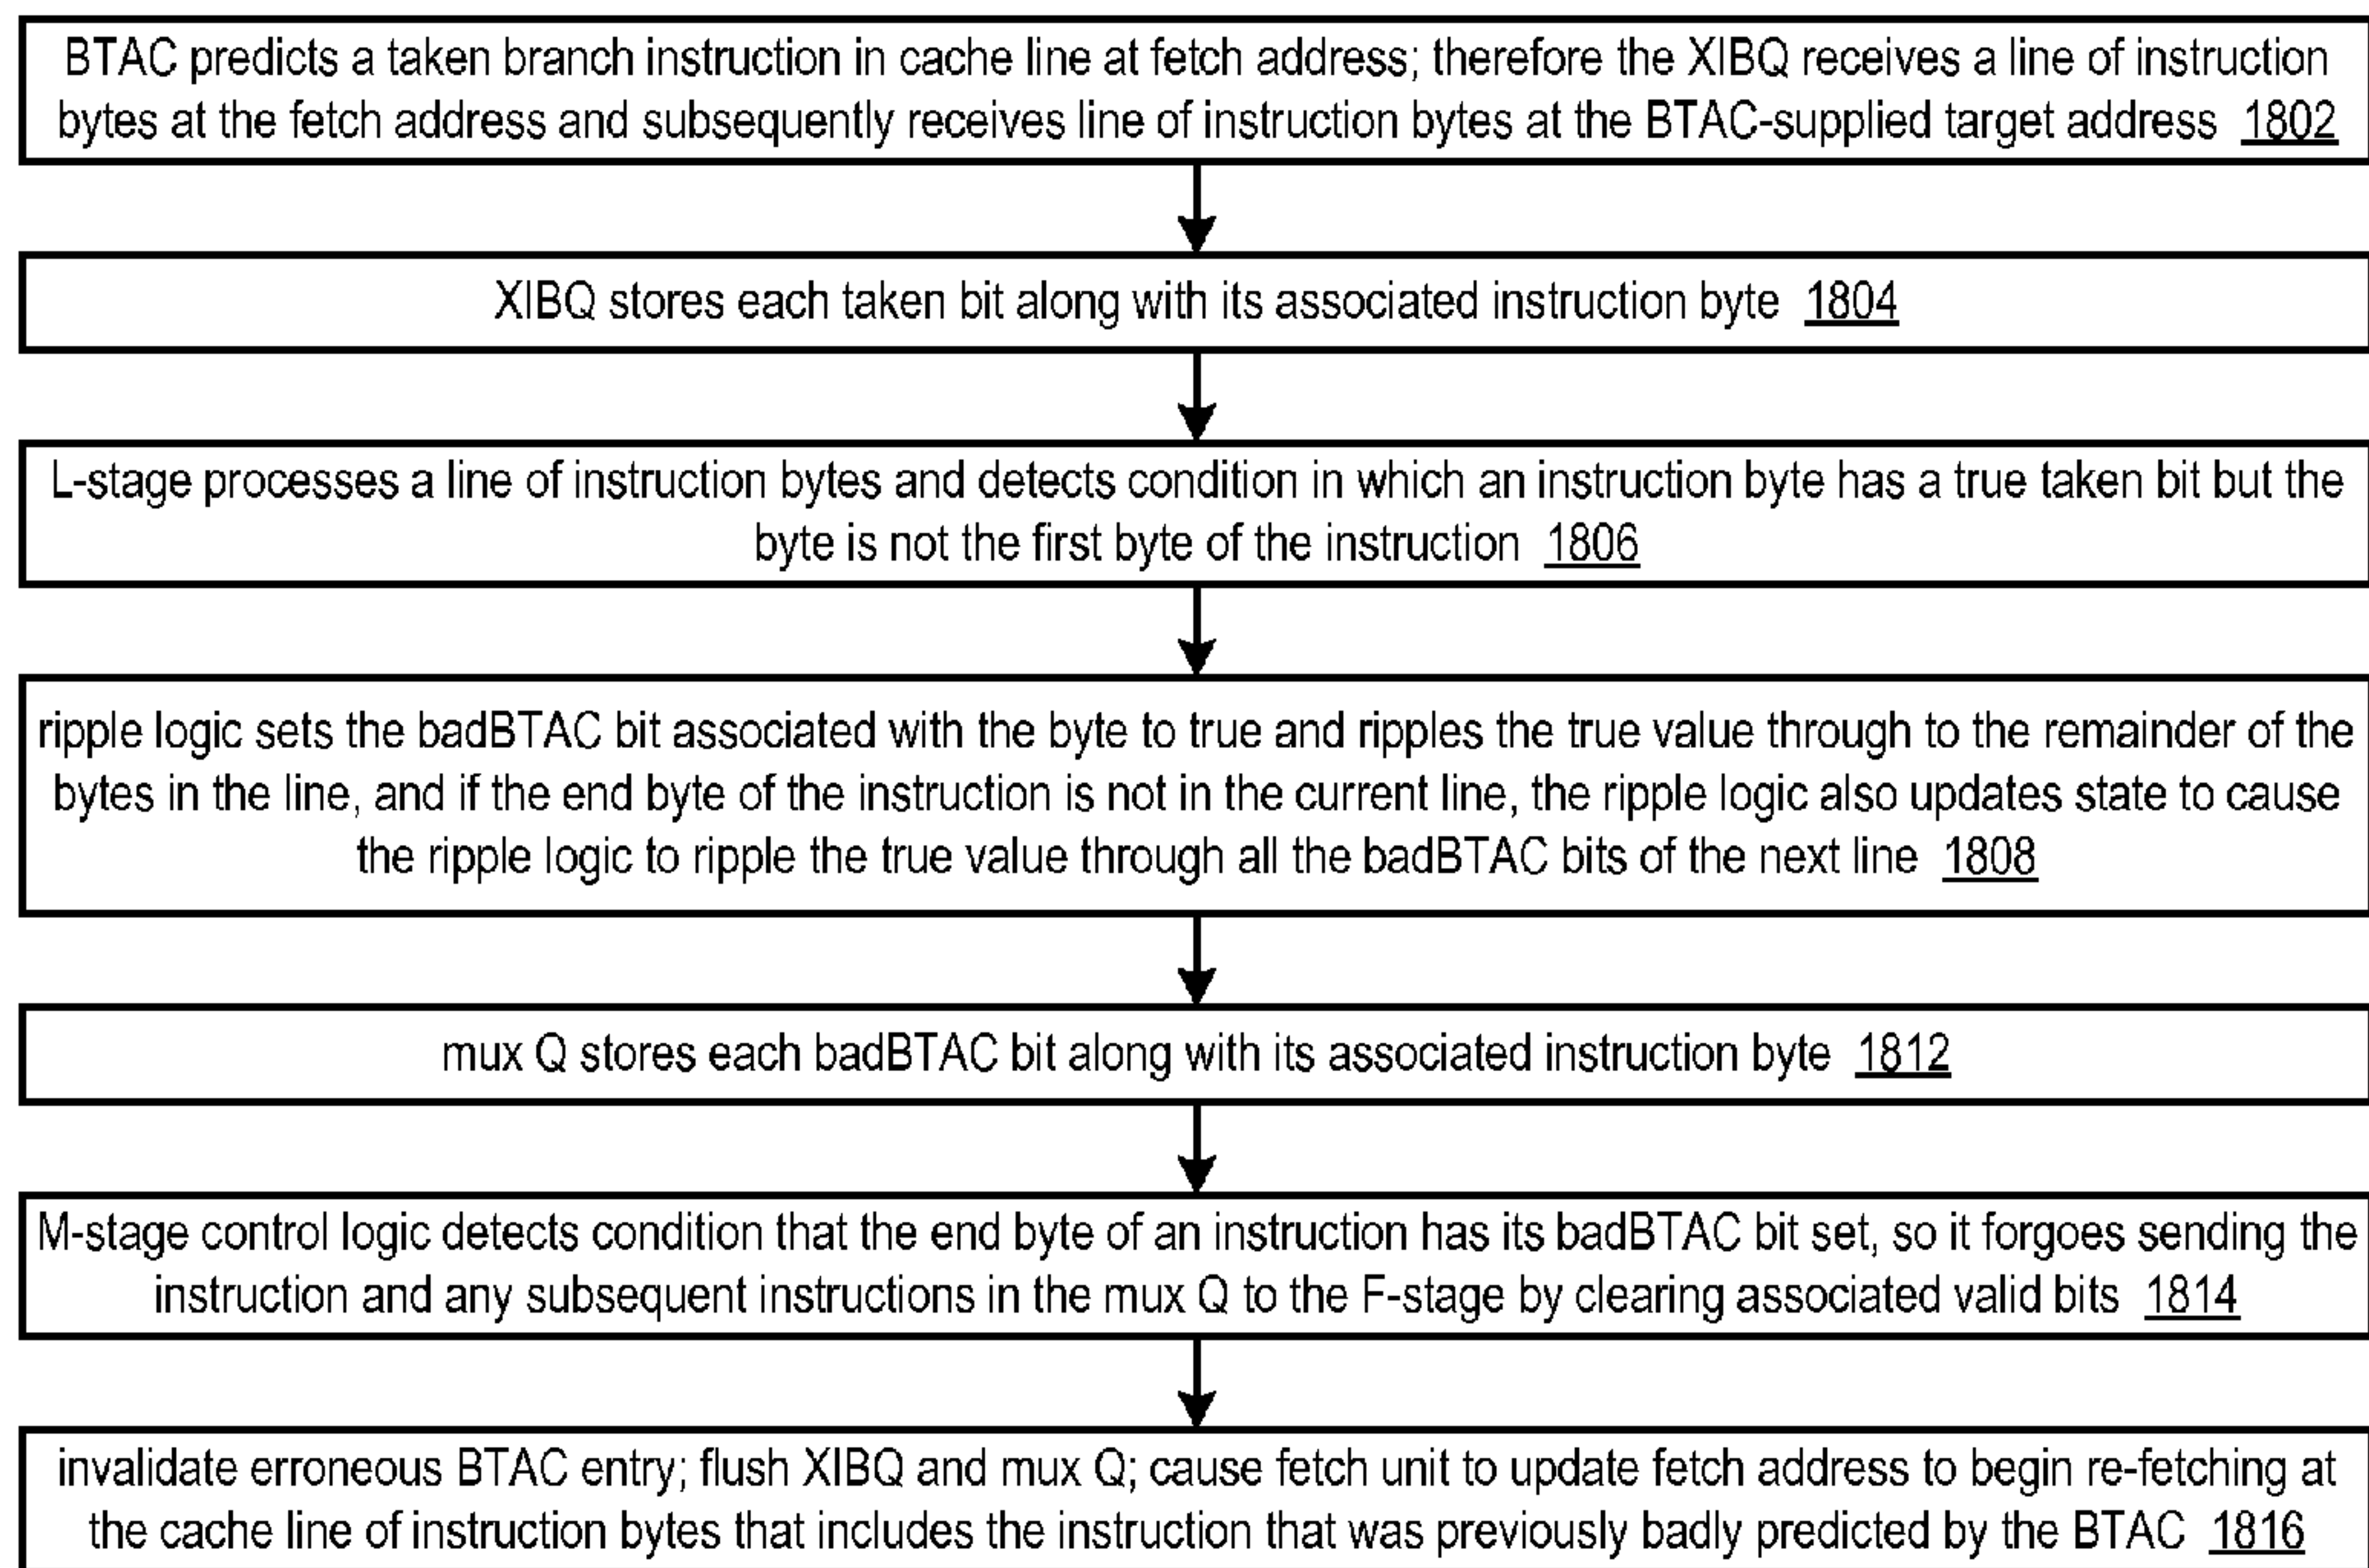 BTAC predicts a taken branch instruction in cache line at fetch address; therefore the XIBQ receives a line of instruction
bytes at the fetch address and subsequently receives line of instruction bytes at the BTAC-supplied target address 1802
XIBQ stores each taken bit along with its associated instruction byte 1804
L-stage processes a line of instruction bytes and detects condition in which an instruction byte has a true taken bit but the
byte is not the first byte of the instruction 1806
ripple logic sets the badBTAC bit associated with the byte to true and ripples the true value through to the remainder of the
bytes in the line, and if the end byte of the instruction is not in the current line, the ripple logic also updates state to cause
the ripple logic to ripple the true value through all the badBTAC bits of the next line 1808
mux Q stores each badBTAC bit along with its associated instruction byte 1812
M-stage control logic detects condition that the end byte of an instruction has its badBTAC bit set, so it forgoes sending the
instruction and any subsequent instructions in the mux Q to the F-stage by clearing associated valid bits 1814
invalidate erroneous BTAC entry; flush XIBQ and mux Q; cause fetch unit to update fetch address to begin re-fetching at
the cache line of instruction bytes that includes the instruction that was previously badly predicted by the BTAC 1816